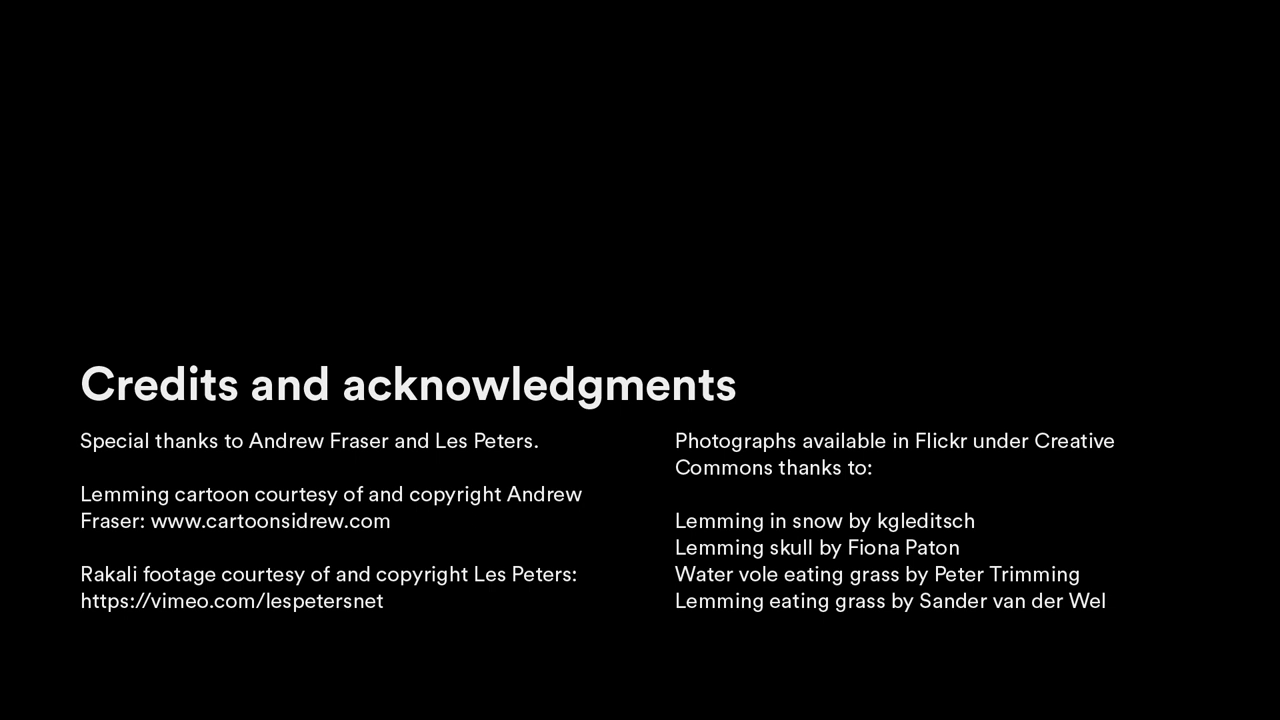 Credits and acknowledgments
Special thanks to Andrew Fraser and Les Peters.
Lemming cartoon courtesy of and copyright Andrew
Fraser: www.cartoonsidrew.com
Rakali footage courtesy of and copyright Les Peters:
https://vimeo.com/lespetersnet
Photographs available in Flickr under Creative
Commons thanks to:
Lemming in snow by kgleditsch
Lemming skull by Fiona Paton
Water vole eating grass by Peter Trimming
Lemming eating grass by Sander van der Wel